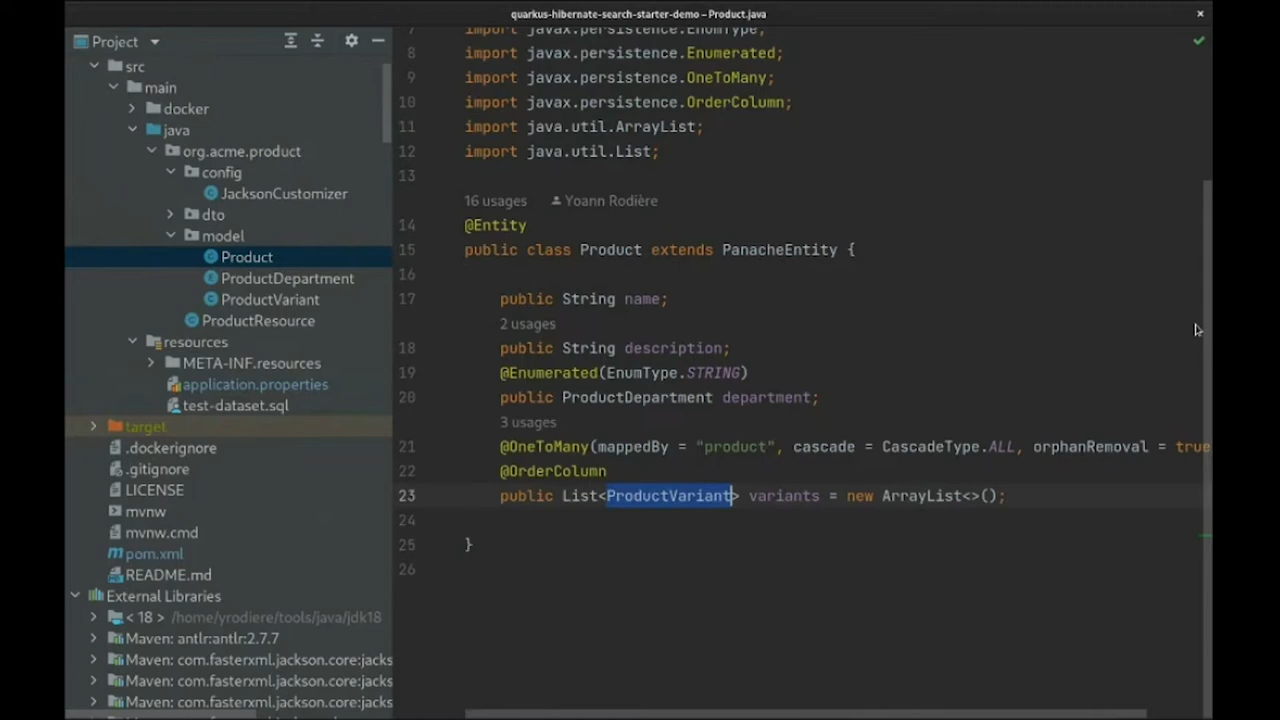 quarkus-hibernate-search-starter-demo – Product.java
Project
src
main
docker
java
org.acme.product
config
JacksonCustomizer
dto
model
Product
ProductDepartment
ProductVariant
ProductResource
resources
META-INF.resources
application.properties
test-dataset.sql
target
.dockerignore
.gitignore
LICENSE
mvnw
mvnw.cmd
pom.xml
README.md
External Libraries
< 18 > /home/yrodiere/tools/java/jdk18
Maven: antlr:antlr:2.7.7
Maven: com.fasterxml.jackson.core:jacks
Maven: com.fasterxml.jackson.core:jacks
Maven: com.fasterxml.jackson.core:jacks
7 import javax.persistence.EnumType;
8 import javax.persistence.Enumerated;
9 import javax.persistence.OneToMany;
10 import javax.persistence.OrderColumn;
11 import java.util.ArrayList;
12 import java.util.List;
13
16 usages Yoann Rodière
14 @Entity
15 public class Product extends PanacheEntity {
16
17 public String name;
2 usages
18 public String description;
19 @Enumerated(EnumType.STRING)
20 public ProductDepartment department;
3 usages
21 @OneToMany(mappedBy = "product", cascade = CascadeType.ALL, orphanRemoval = true
22 @OrderColumn
23 public List<ProductVariant> variants = new ArrayList<>();
24
25 }
26